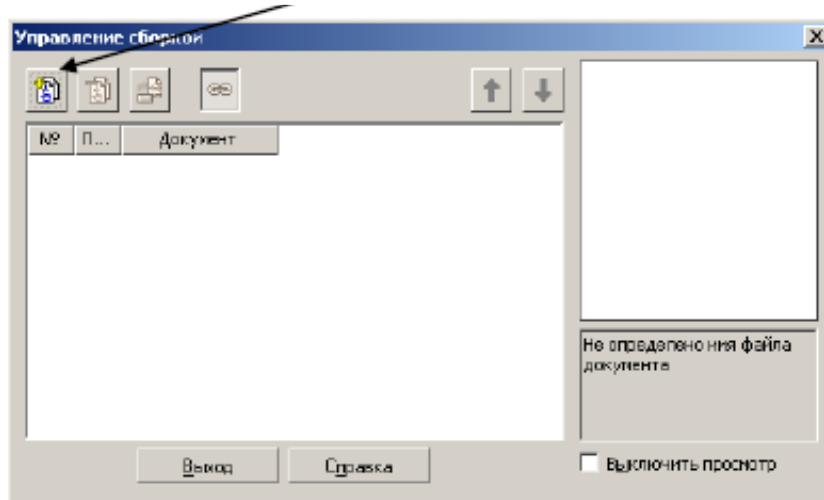 Управление сборкой
№ П... Документ
Не определено имя файла
документа
Выход Справка
Выключить просмотр